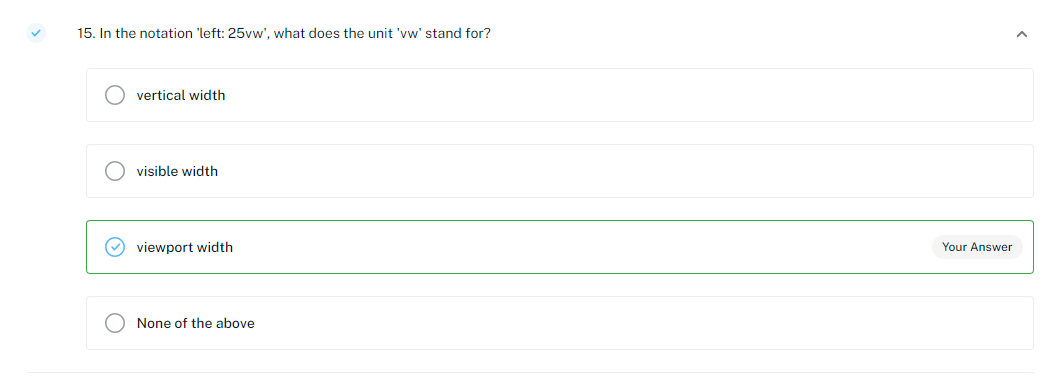 15. In the notation 'left: 25vw', what does the unit 'vw' stand for?
vertical width
visible width
viewport width
Your Answer
None of the above